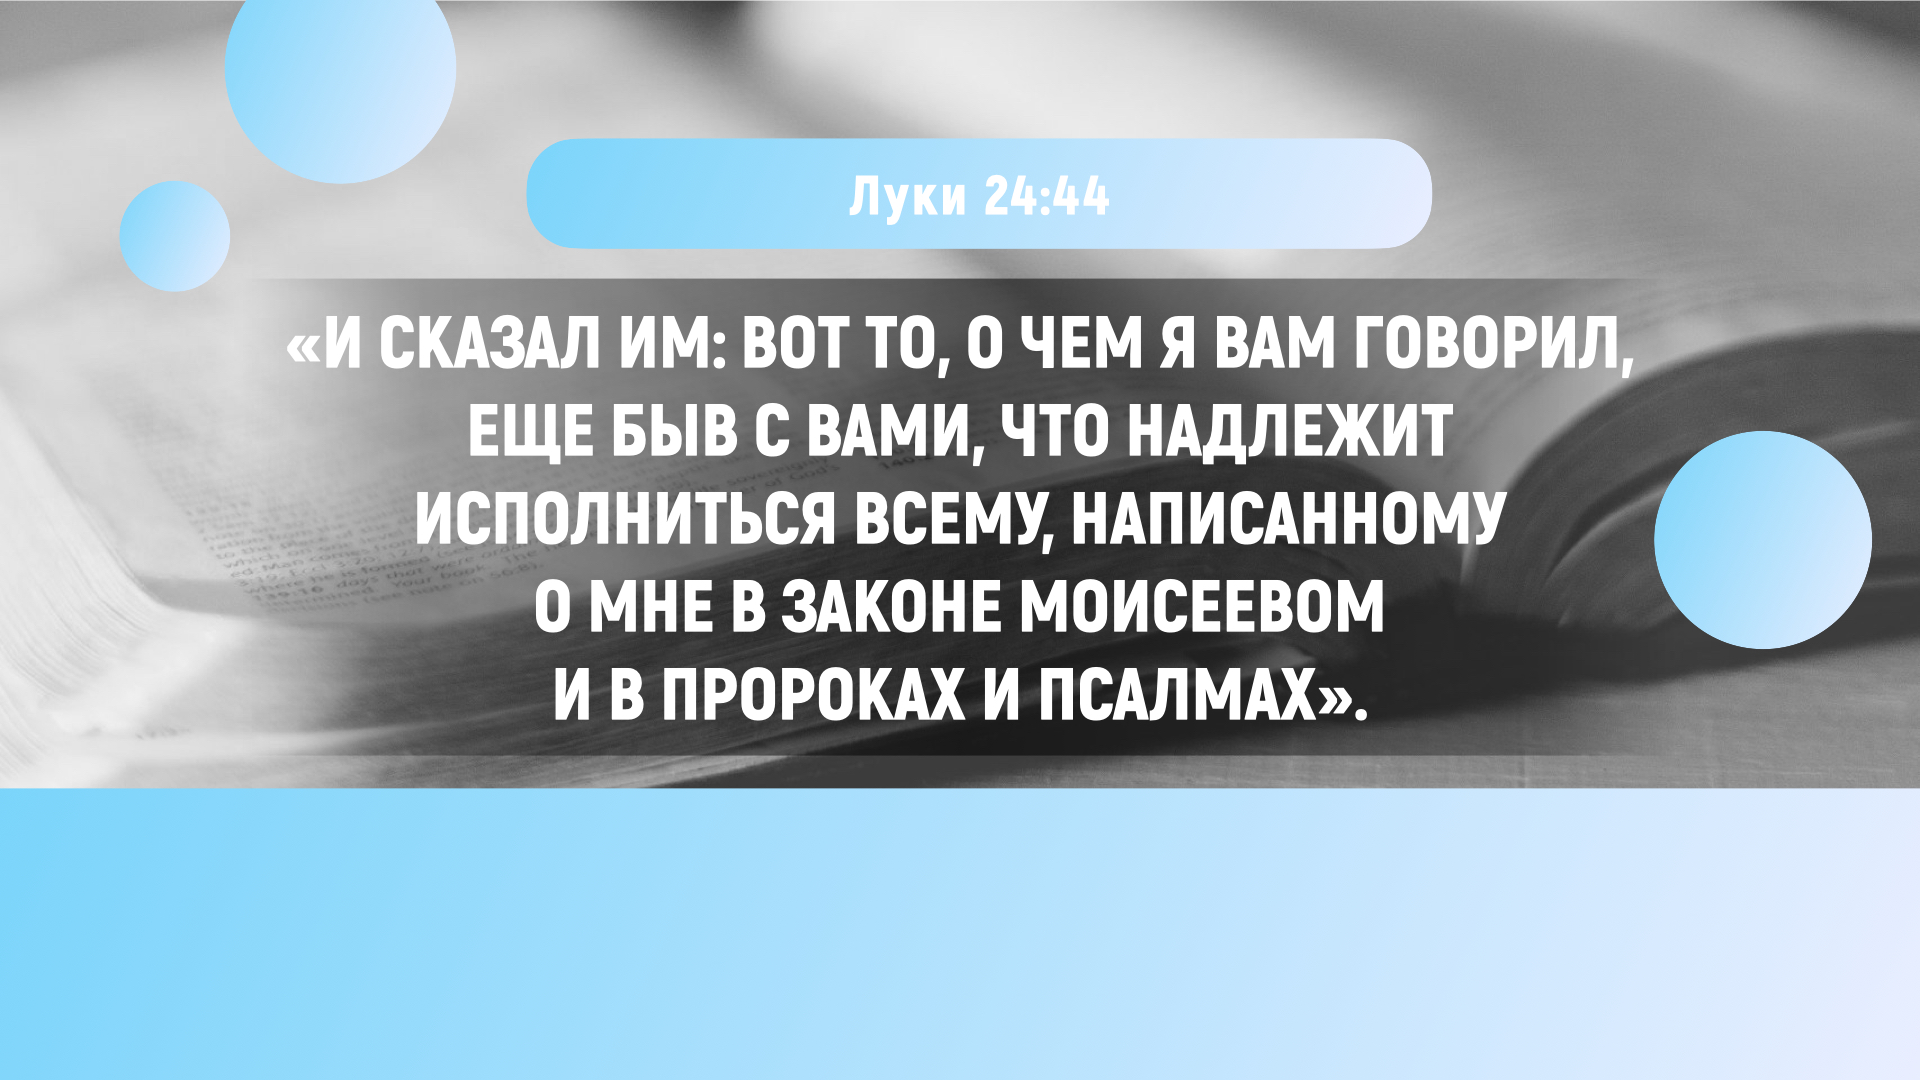 Луки 24:44
«И СКАЗАЛ ИМ: ВОТ ТО, О ЧЕМ Я ВАМ ГОВОРИЛ,
ЕЩЕ БЫВ С ВАМИ, ЧТО НАДЛЕЖИТ
ИСПОЛНИТЬСЯ ВСЕМУ, НАПИСАННОМУ
О МНЕ В ЗАКОНЕ МОИСЕЕВОМ
И В ПРОРОКАХ И ПСАЛМАХ».